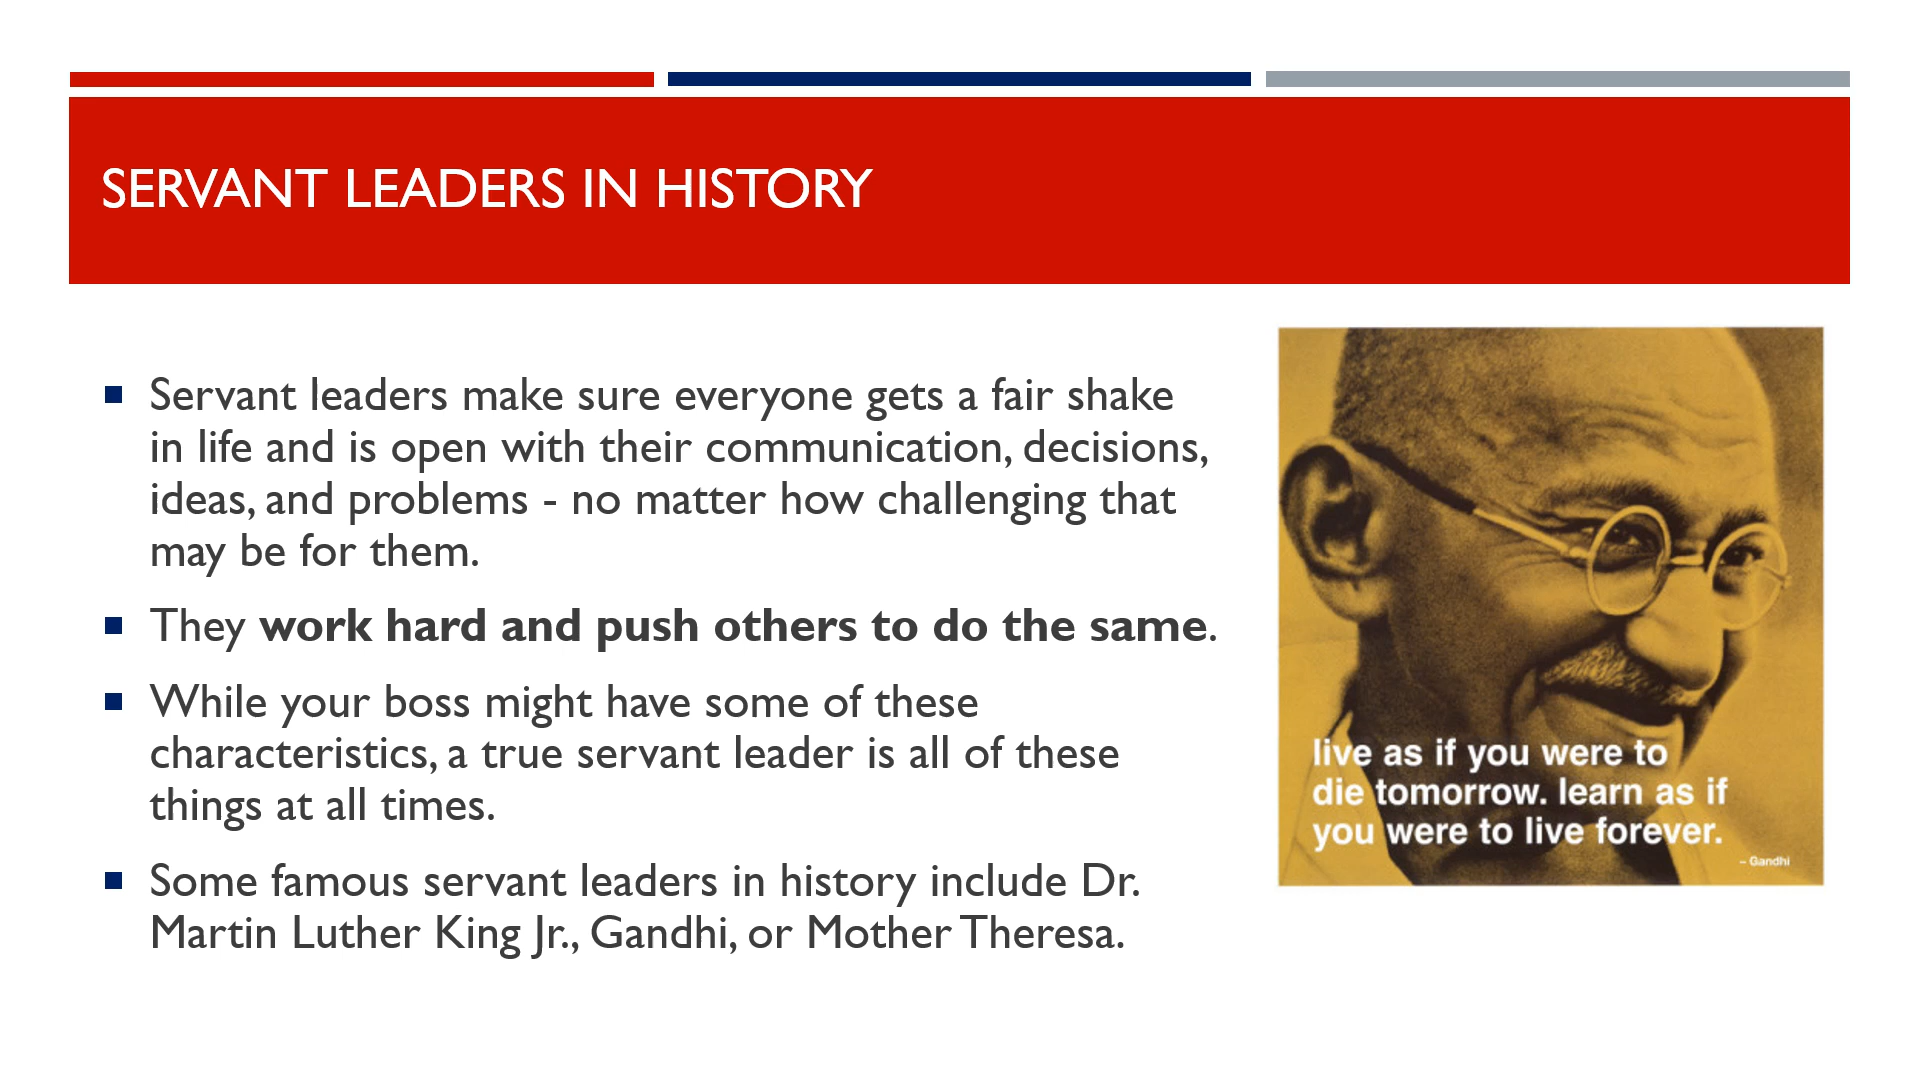 SERVANT LEADERS IN HISTORY
Servant leaders make sure everyone gets a fair shake
in life and is open with their communication, decisions,
ideas, and problems - no matter how challenging that
may be for them.
They work hard and push others to do the same.
While your boss might have some of these
characteristics, a true servant leader is all of these
things at all times.
Some famous servant leaders in history include Dr.
Martin Luther King Jr., Gandhi, or Mother Theresa.
live as if you were to
die tomorrow. learn as if
you were to live forever.
– Gandhi